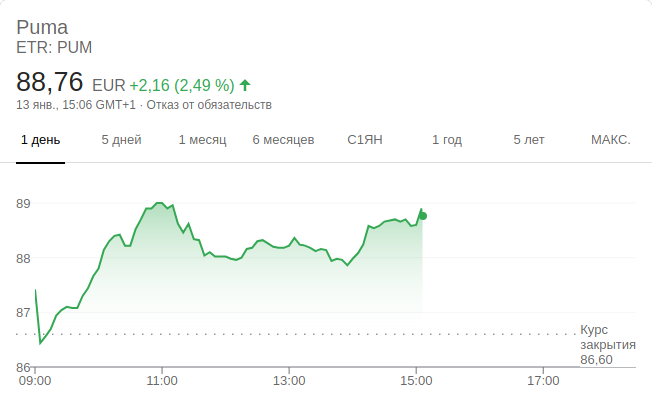 Puma
ETR: PUM
88,76 EUR +2,16 (2,49 %)
13 янв., 15:06 GMT+1 · Отказ от обязательств
1 день 5 дней 1 месяц 6 месяцев С1ЯН 1 год 5 лет МАКС.
89
88
87
86
Курс
закрытия
86,60
09:00 11:00 13:00 15:00 17:00